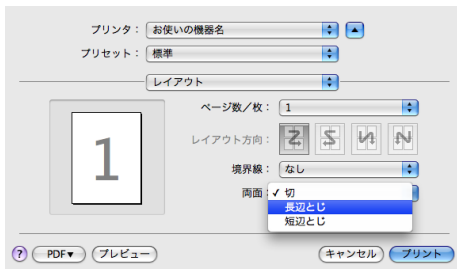 プリンタ： お使いの機器名
プリセット： 標準
レイアウト
ページ数／枚： 1
レイアウト方向：
境界線： なし
両面： ✓ 切
長辺とじ
短辺とじ
1
? PDF▼ プレビュー キャンセル プリント